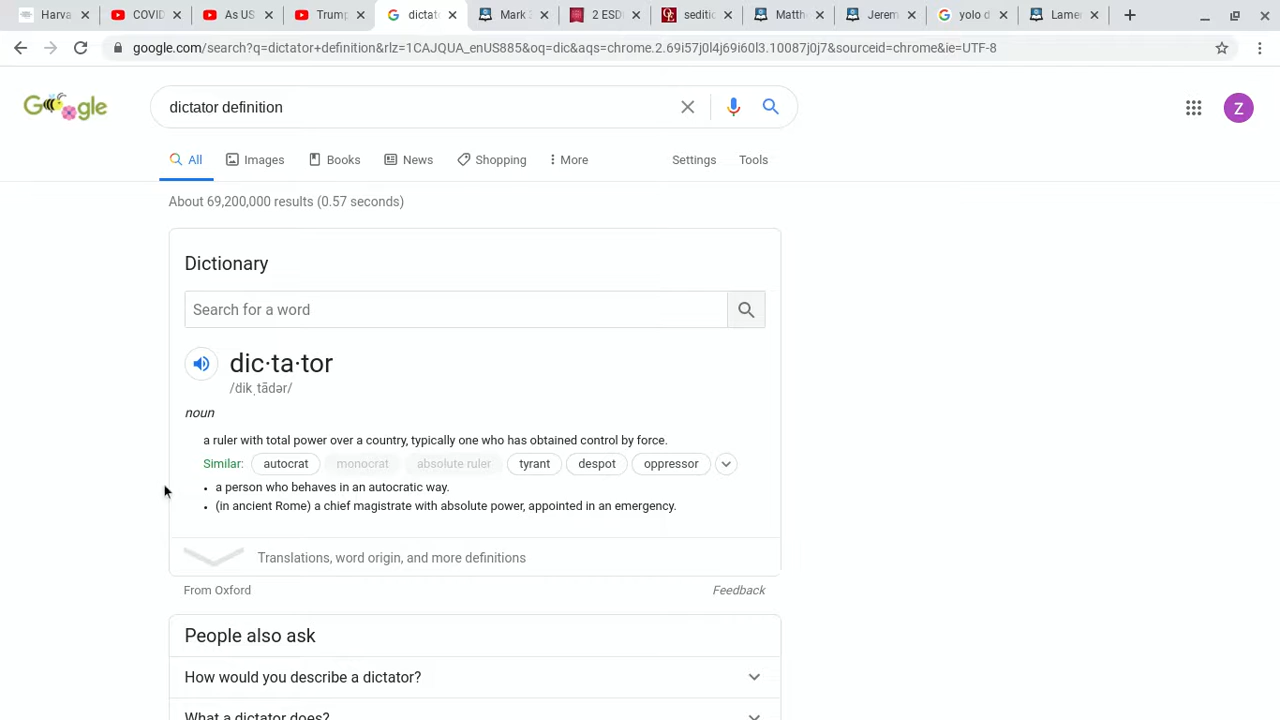 Harva COVID As US Trump dictat Mark 3 2 ESD seditio Matth Jerem yolo d Lamen
google.com/search?q=dictator+definition&rlz=1CAJQUA_enUS885&oq=dic&aqs=chrome.2.69i57j0l4j69i60l3.10087j0j7&sourceid=chrome&ie=UTF-8
Google dictator definition Z
All Images Books News Shopping More Settings Tools
About 69,200,000 results (0.57 seconds)
Dictionary
Search for a word
dic·ta·tor
/ˈdikˌtādər/
noun
a ruler with total power over a country, typically one who has obtained control by force.
Similar: autocrat monocrat absolute ruler tyrant despot oppressor
• a person who behaves in an autocratic way.
• (in ancient Rome) a chief magistrate with absolute power, appointed in an emergency.
Translations, word origin, and more definitions
From Oxford Feedback
People also ask
How would you describe a dictator?
What a dictator does?